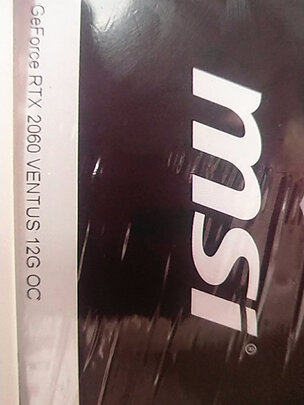 msi
GeForce RTX 2060 VENTUS 12G OC